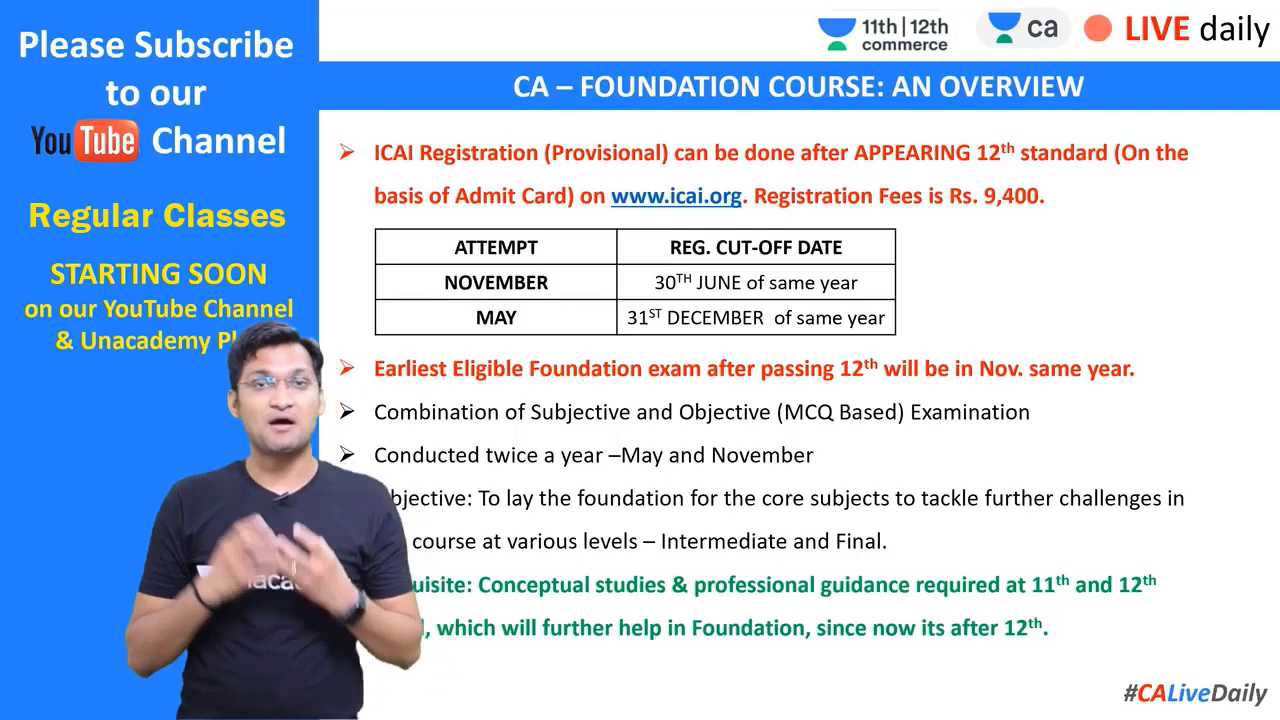 Please Subscribe
to our
YouTube Channel
Regular Classes
STARTING SOON
on our YouTube Channel
& Unacademy
11th | 12th
commerce
ca
LIVE daily
CA – FOUNDATION COURSE: AN OVERVIEW
➢ ICAI Registration (Provisional) can be done after APPEARING 12th standard (On the
basis of Admit Card) on www.icai.org. Registration Fees is Rs. 9,400.
ATTEMPT REG. CUT-OFF DATE
NOVEMBER 30TH JUNE of same year
MAY 31ST DECEMBER of same year
➢ Earliest Eligible Foundation exam after passing 12th will be in Nov. same year.
➢ Combination of Subjective and Objective (MCQ Based) Examination
➢ Conducted twice a year –May and November
To lay the foundation for the core subjects to tackle further challenges in
course at various levels – Intermediate and Final.
Conceptual studies & professional guidance required at 11th and 12th
which will further help in Foundation, since now its after 12th.
#CALiveDaily